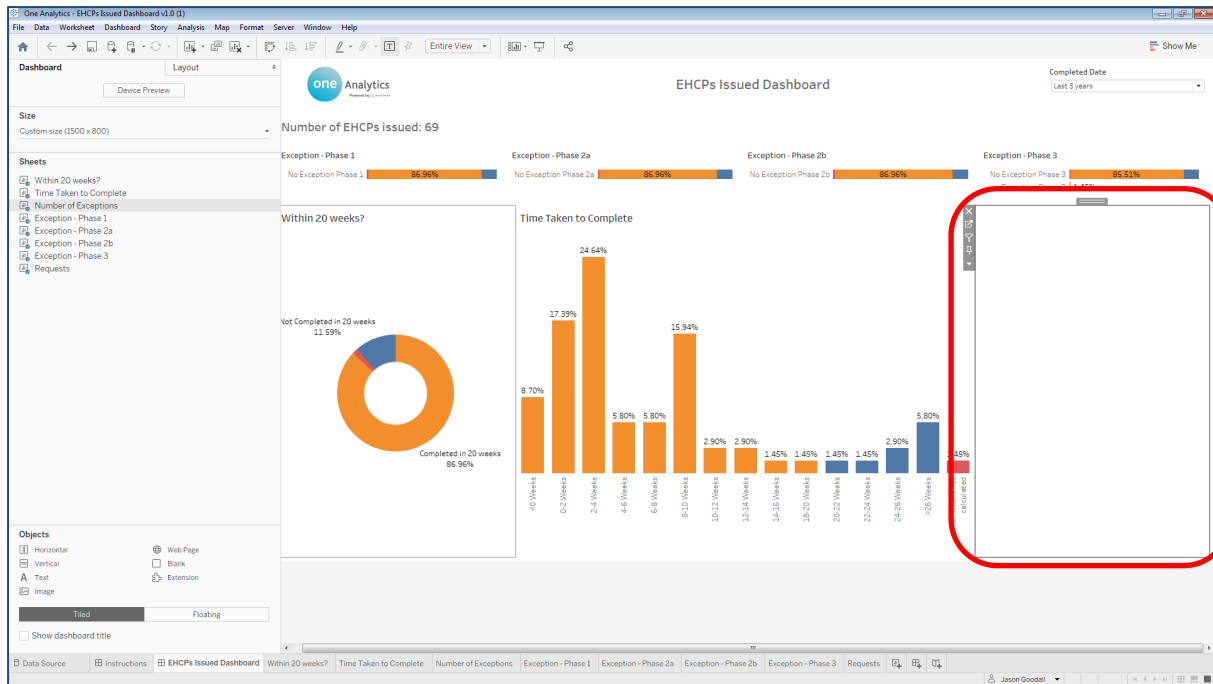 One Analytics - EHCPs Issued Dashboard v1.0 (1)
File Data Worksheet Dashboard Story Analysis Map Format Server Window Help
Entire View
Show Me
Dashboard
Layout
Device Preview
Size
Custom size (1500 x 800)
Sheets
Within 20 weeks?
Time Taken to Complete
Number of Exceptions
Exception - Phase 1
Exception - Phase 2a
Exception - Phase 2b
Exception - Phase 3
Requests
Objects
Horizontal
Web Page
Vertical
Blank
A Text
Extension
Image
Tiled
Floating
Show dashboard title
one Analytics
EHCPs Issued Dashboard
Completed Date
Last 3 years
Number of EHCPs issued: 69
Exception - Phase 1
No Exception Phase 1
86.96%
Exception - Phase 2a
No Exception Phase 2a
86.96%
Exception - Phase 2b
No Exception Phase 2b
86.96%
Exception - Phase 3
No Exception Phase 3
85.51%
Within 20 weeks?
Not Completed in 20 weeks
11.59%
Completed in 20 weeks
86.96%
Time Taken to Complete
8.70%
17.39%
24.64%
5.80%
5.80%
15.94%
2.90%
2.90%
1.45%
1.45%
1.45%
1.45%
2.90%
5.80%
<0 Weeks
0-2 Weeks
2-4 Weeks
4-6 Weeks
6-8 Weeks
8-10 Weeks
10-12 Weeks
12-14 Weeks
14-16 Weeks
18-20 Weeks
20-22 Weeks
22-24 Weeks
24-26 Weeks
>26 Weeks
calculated
Data Source Instructions EHCPs Issued Dashboard Within 20 weeks? Time Taken to Complete Number of Exceptions Exception - Phase 1 Exception - Phase 2a Exception - Phase 2b Exception - Phase 3 Requests
Jason Goodall